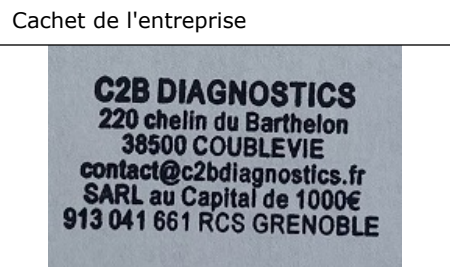 Cachet de l'entreprise
C2B DIAGNOSTICS
220 chelin du Barthelon
38500 COUBLEVIE
contact@c2bdiagnostics.fr
SARL au Capital de 1000€
913 041 661 RCS GRENOBLE